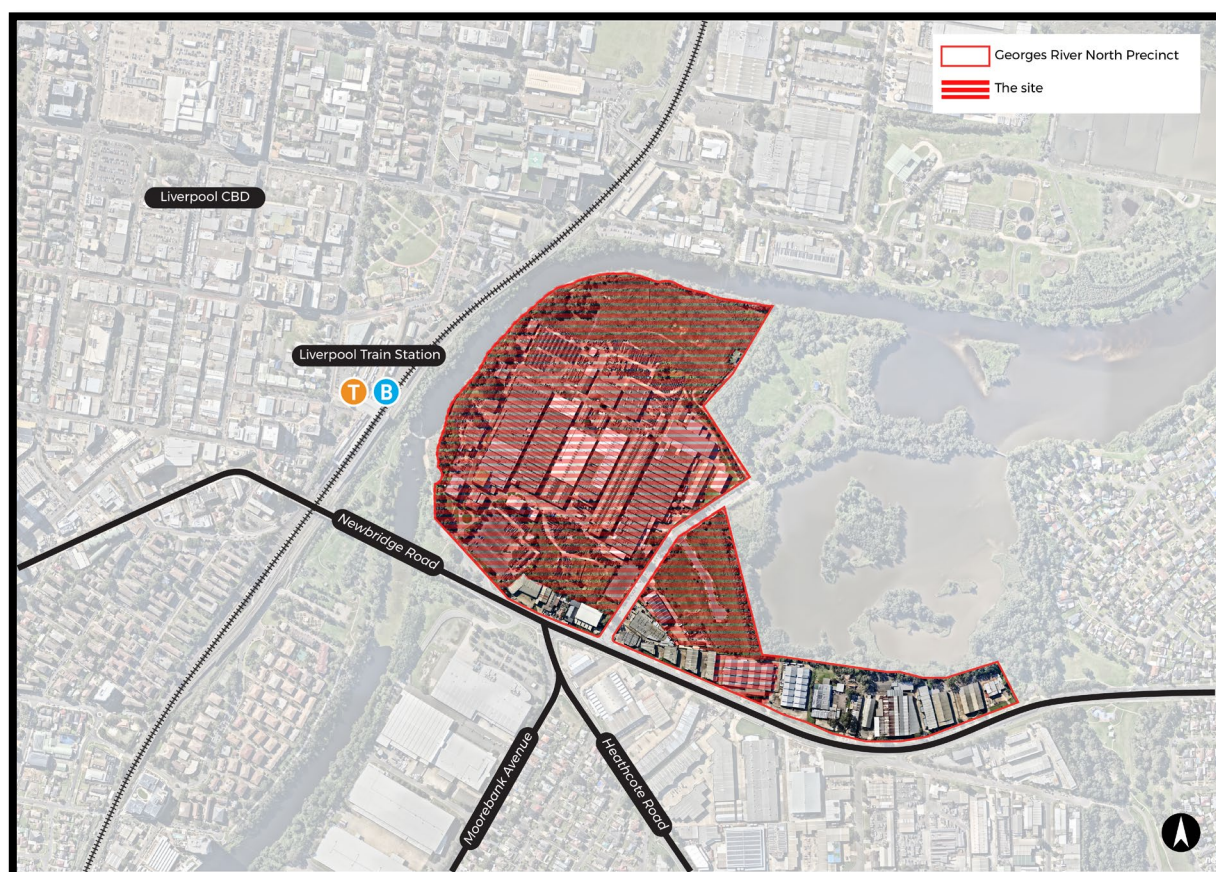 Georges River North Precinct
The site
Liverpool CBD
Liverpool Train Station
T
B
Newbridge Road
Moorebank Avenue
Heathcote Road